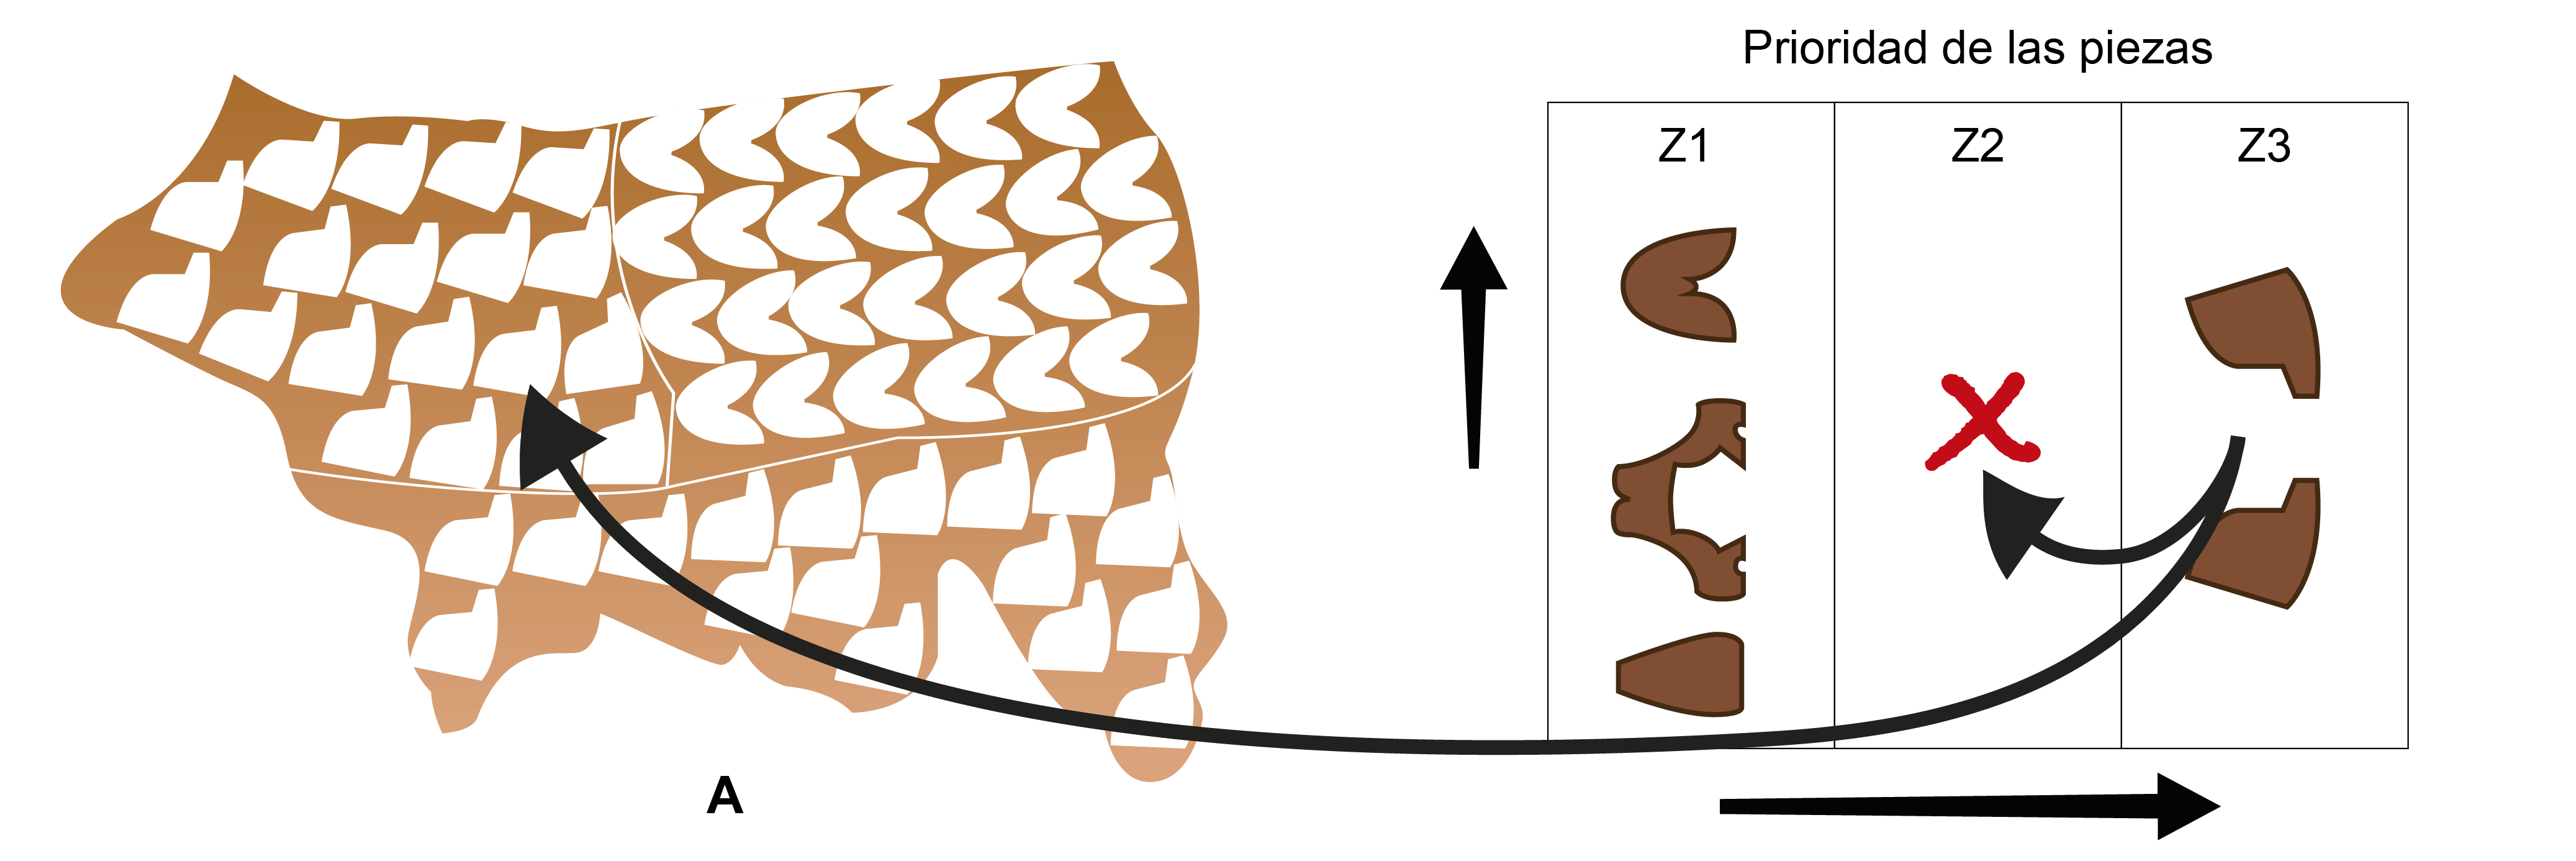 Prioridad de las piezas
Z1 Z2 Z3
A